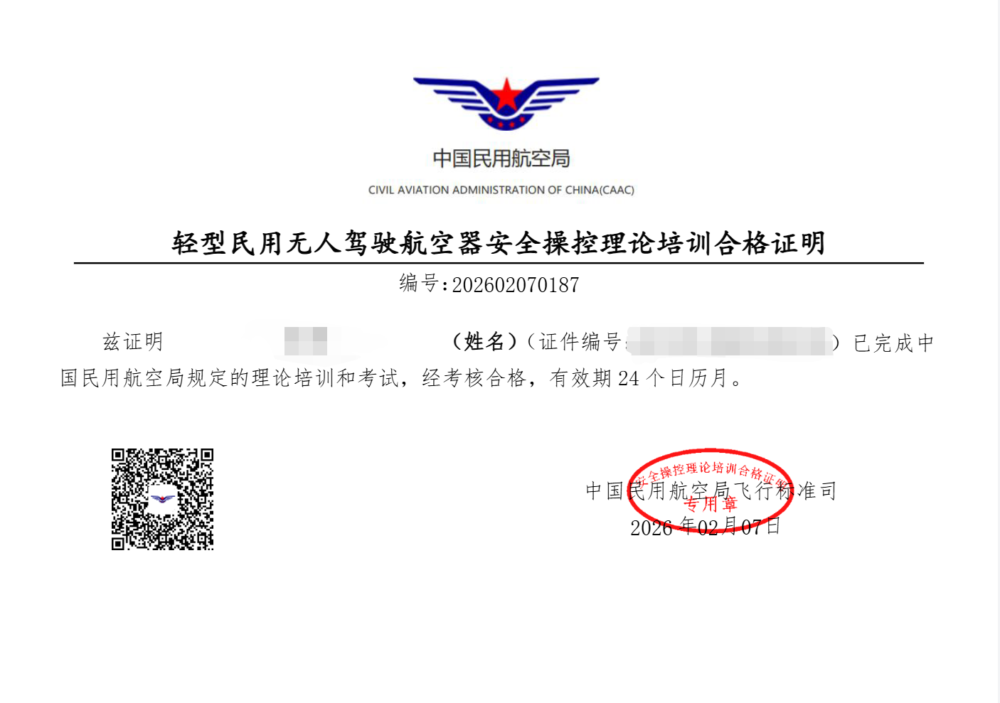 中国民用航空局
CIVIL AVIATION ADMINISTRATION OF CHINA(CAAC)
轻型民用无人驾驶航空器安全操控理论培训合格证明
编号:202602070187
兹证明 （姓名）（证件编号: ）已完成中
国民用航空局规定的理论培训和考试，经考核合格，有效期 24 个日历月。
安全操控理论培训合格证明
中国民用航空局飞行标准司
专用章
2026 年02月07日